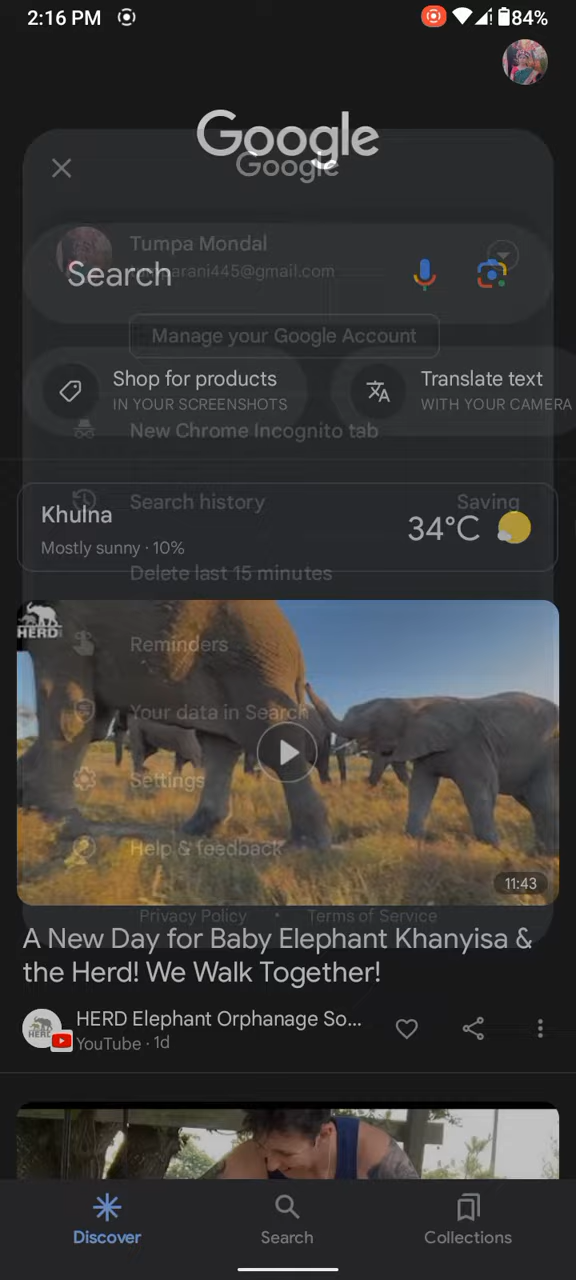 2:16 PM
84%
Google
Google
Tumpa Mondal
Search
Manage your Google Account
Shop for products
IN YOUR SCREENSHOTS
Translate text
WITH YOUR CAMERA
New Chrome Incognito tab
Search history
Saving
Khulna
34°C
Mostly sunny · 10%
Delete last 15 minutes
HERD
Reminders
Your data in Search
Settings
11:43
Help & feedback
Privacy Policy • Terms of Service
A New Day for Baby Elephant Khanyisa &
the Herd! We Walk Together!
HERD Elephant Orphanage So...
YouTube · 1d
Discover
Search
Collections